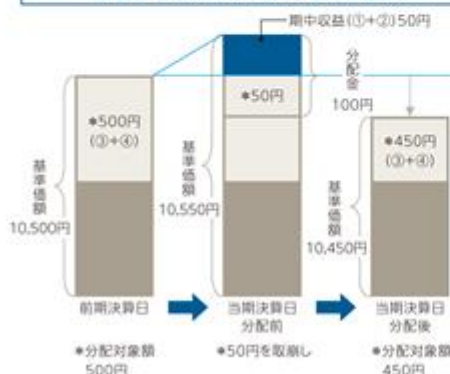 期中収益(①+②)50円
分配金
100円
*500円
(③+④)
*50円
*450円
(③+④)
基準価額
10,500円
基準価額
10,550円
基準価額
10,450円
前期決算日
当期決算日
分配前
当期決算日
分配後
*分配対象額
500円
*50円を取崩し
*分配対象額
450円